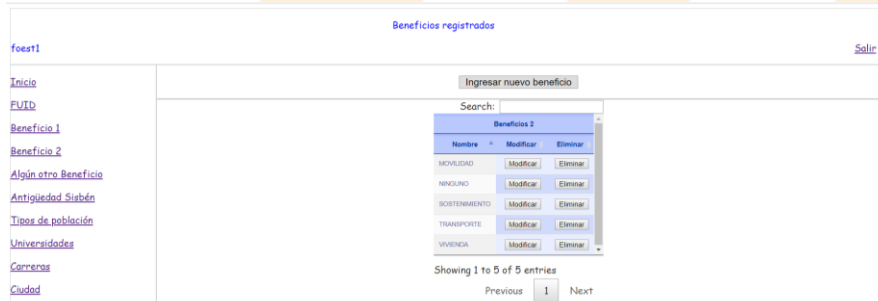 Beneficios registrados
foest1
Salir
Inicio
FUID
Beneficio 1
Beneficio 2
Algún otro Beneficio
Antigüedad Sisbén
Tipos de población
Universidades
Carreras
Ciudad
Ingresar nuevo beneficio
Search:
Beneficios 2
Nombre Modificar Eliminar
MOVILIDAD Modificar Eliminar
NINGUNO Modificar Eliminar
SOSTENIMIENTO Modificar Eliminar
TRANSPORTE Modificar Eliminar
VIVIENDA Modificar Eliminar
Showing 1 to 5 of 5 entries
Previous 1 Next